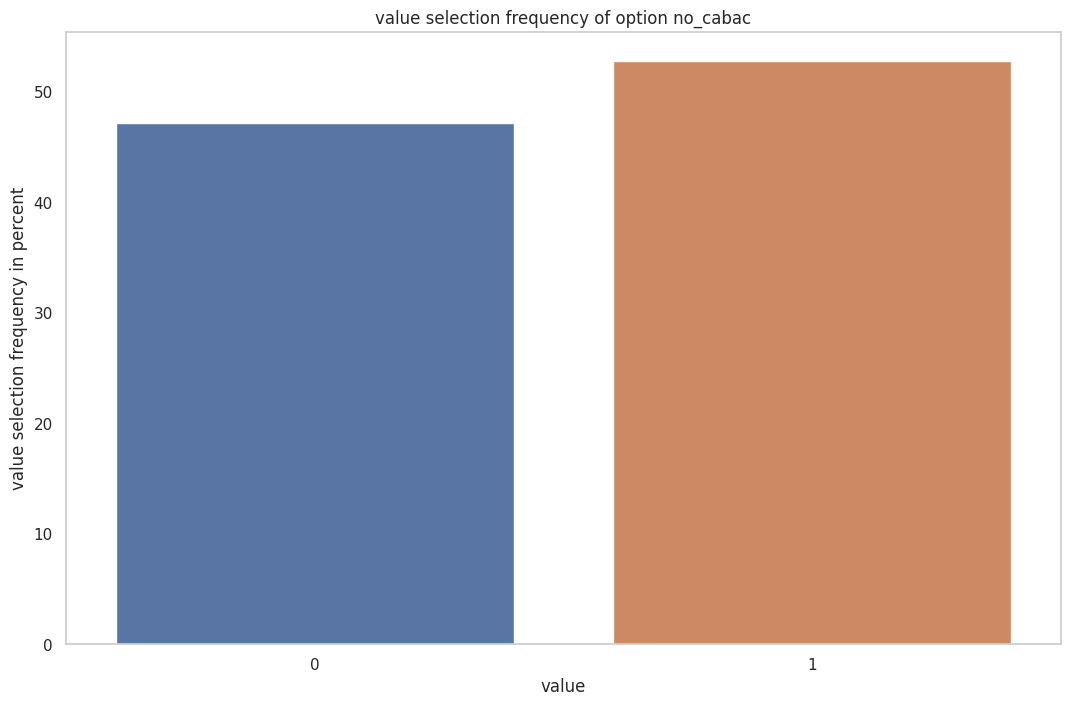 value selection frequency of option no_cabac
value selection frequency in percent
50
40
30
20
10
0
0 1
value